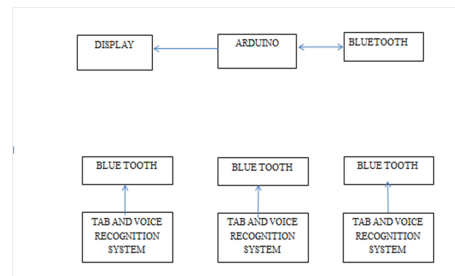 DISPLAY
ARDUINO
BLUETOOTH
BLUE TOOTH
BLUE TOOTH
BLUE TOOTH
TAB AND VOICE
RECOGNITION
SYSTEM
TAB AND VOICE
RECOGNITION
SYSTEM
TAB AND VOICE
RECOGNITION
SYSTEM